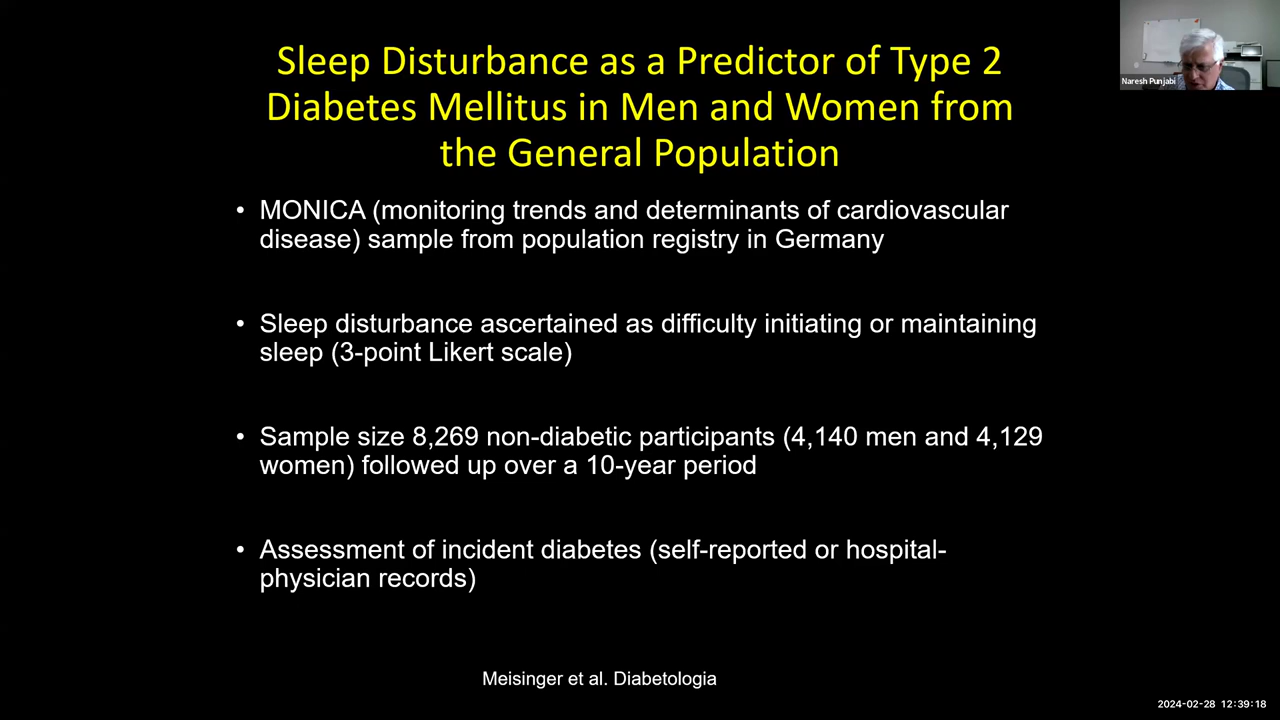 Sleep Disturbance as a Predictor of Type 2
Diabetes Mellitus in Men and Women from
the General Population
Naresh Punjabi
• MONICA (monitoring trends and determinants of cardiovascular
disease) sample from population registry in Germany
• Sleep disturbance ascertained as difficulty initiating or maintaining
sleep (3-point Likert scale)
• Sample size 8,269 non-diabetic participants (4,140 men and 4,129
women) followed up over a 10-year period
• Assessment of incident diabetes (self-reported or hospital-
physician records)
Meisinger et al. Diabetologia
2024-02-28 12:39:18